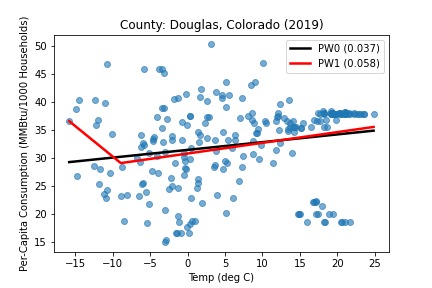 County: Douglas, Colorado (2019)
PW0 (0.037)
PW1 (0.058)
Per-Capita Consumption (MMBtu/1000 Households)
50
45
40
35
30
25
20
15
−15 −10 −5 0 5 10 15 20 25
Temp (deg C)